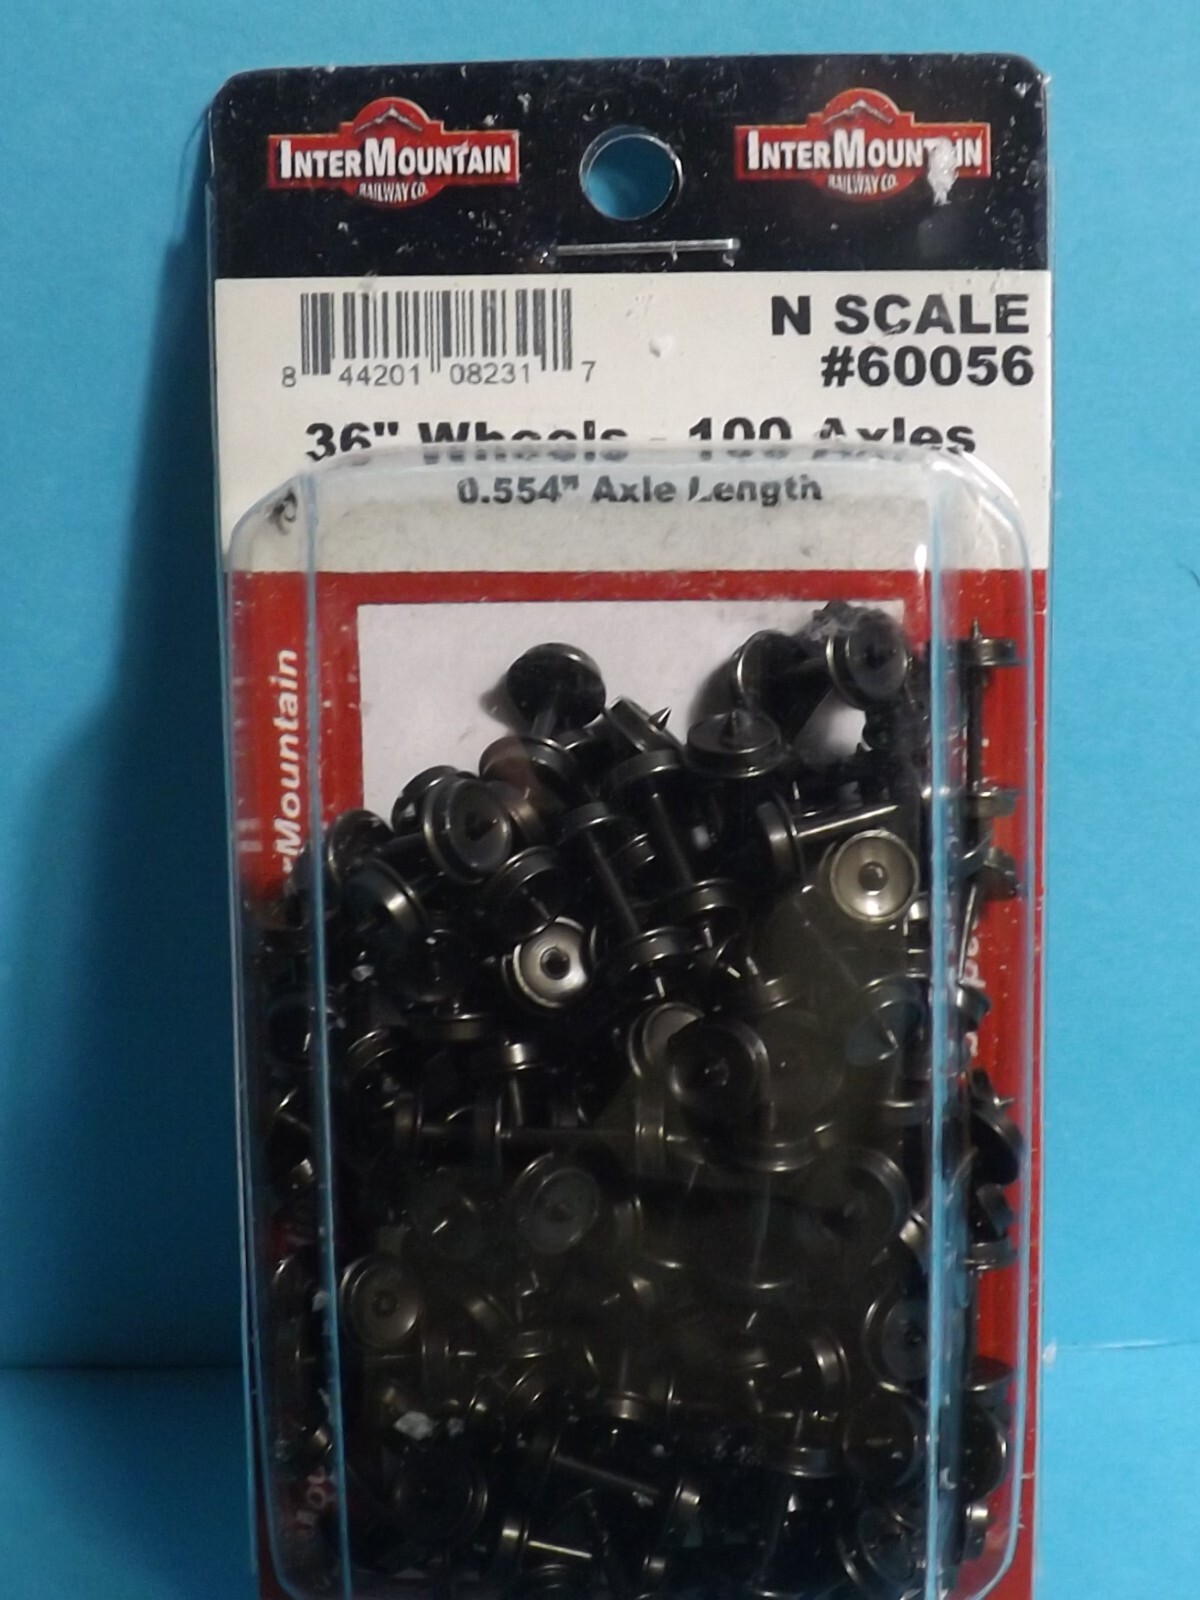 INTERMOUNTAIN
RAILWAY CO.
INTERMOUNTAIN
RAILWAY CO.
8 44201 08231 7
N SCALE
#60056
36" Wheels - 100 Axles
0.554" Axle Length
rMountain